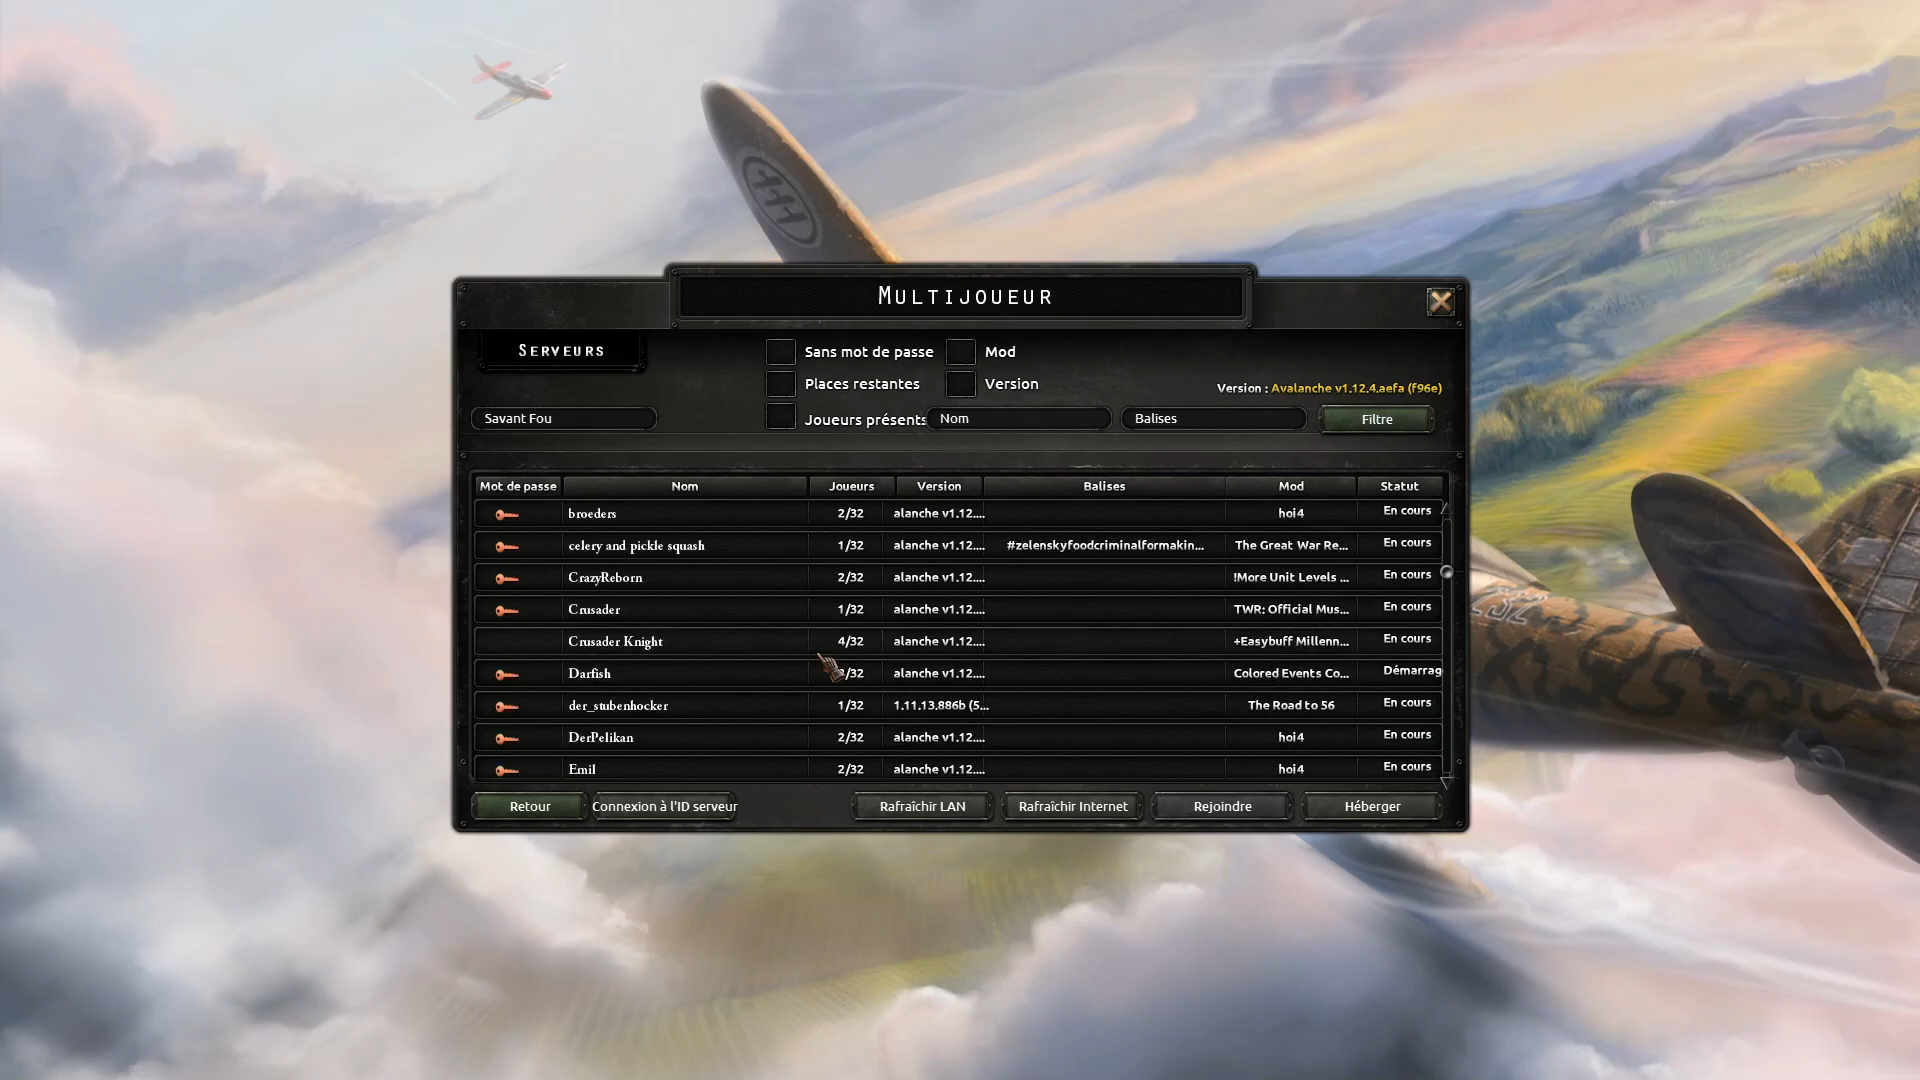 MULTIJOUEUR
SERVEURS
Sans mot de passe
Mod
Places restantes
Version
Version : Avalanche v1.12.4.aefa (f96e)
Savant Fou
Joueurs présents
Nom
Balises
Filtre
Mot de passe Nom Joueurs Version Balises Mod Statut
broeders 2/32 alanche v1.12.... hoi4 En cours
celery and pickle squash 1/32 alanche v1.12.... #zelenskyfoodcriminalformakin... The Great War Re... En cours
CrazyReborn 2/32 alanche v1.12.... !More Unit Levels ... En cours
Crusader 1/32 alanche v1.12.... TWR: Official Mus... En cours
Crusader Knight 4/32 alanche v1.12.... +Easybuff Millenn... En cours
Darfish /32 alanche v1.12.... Colored Events Co... Démarrag
der_stubenhocker 1/32 1.11.13.886b (5... The Road to 56 En cours
DerPelikan 2/32 alanche v1.12.... hoi4 En cours
Emil 2/32 alanche v1.12.... hoi4 En cours
Retour
Connexion à l'ID serveur
Rafraîchir LAN
Rafraîchir Internet
Rejoindre
Héberger